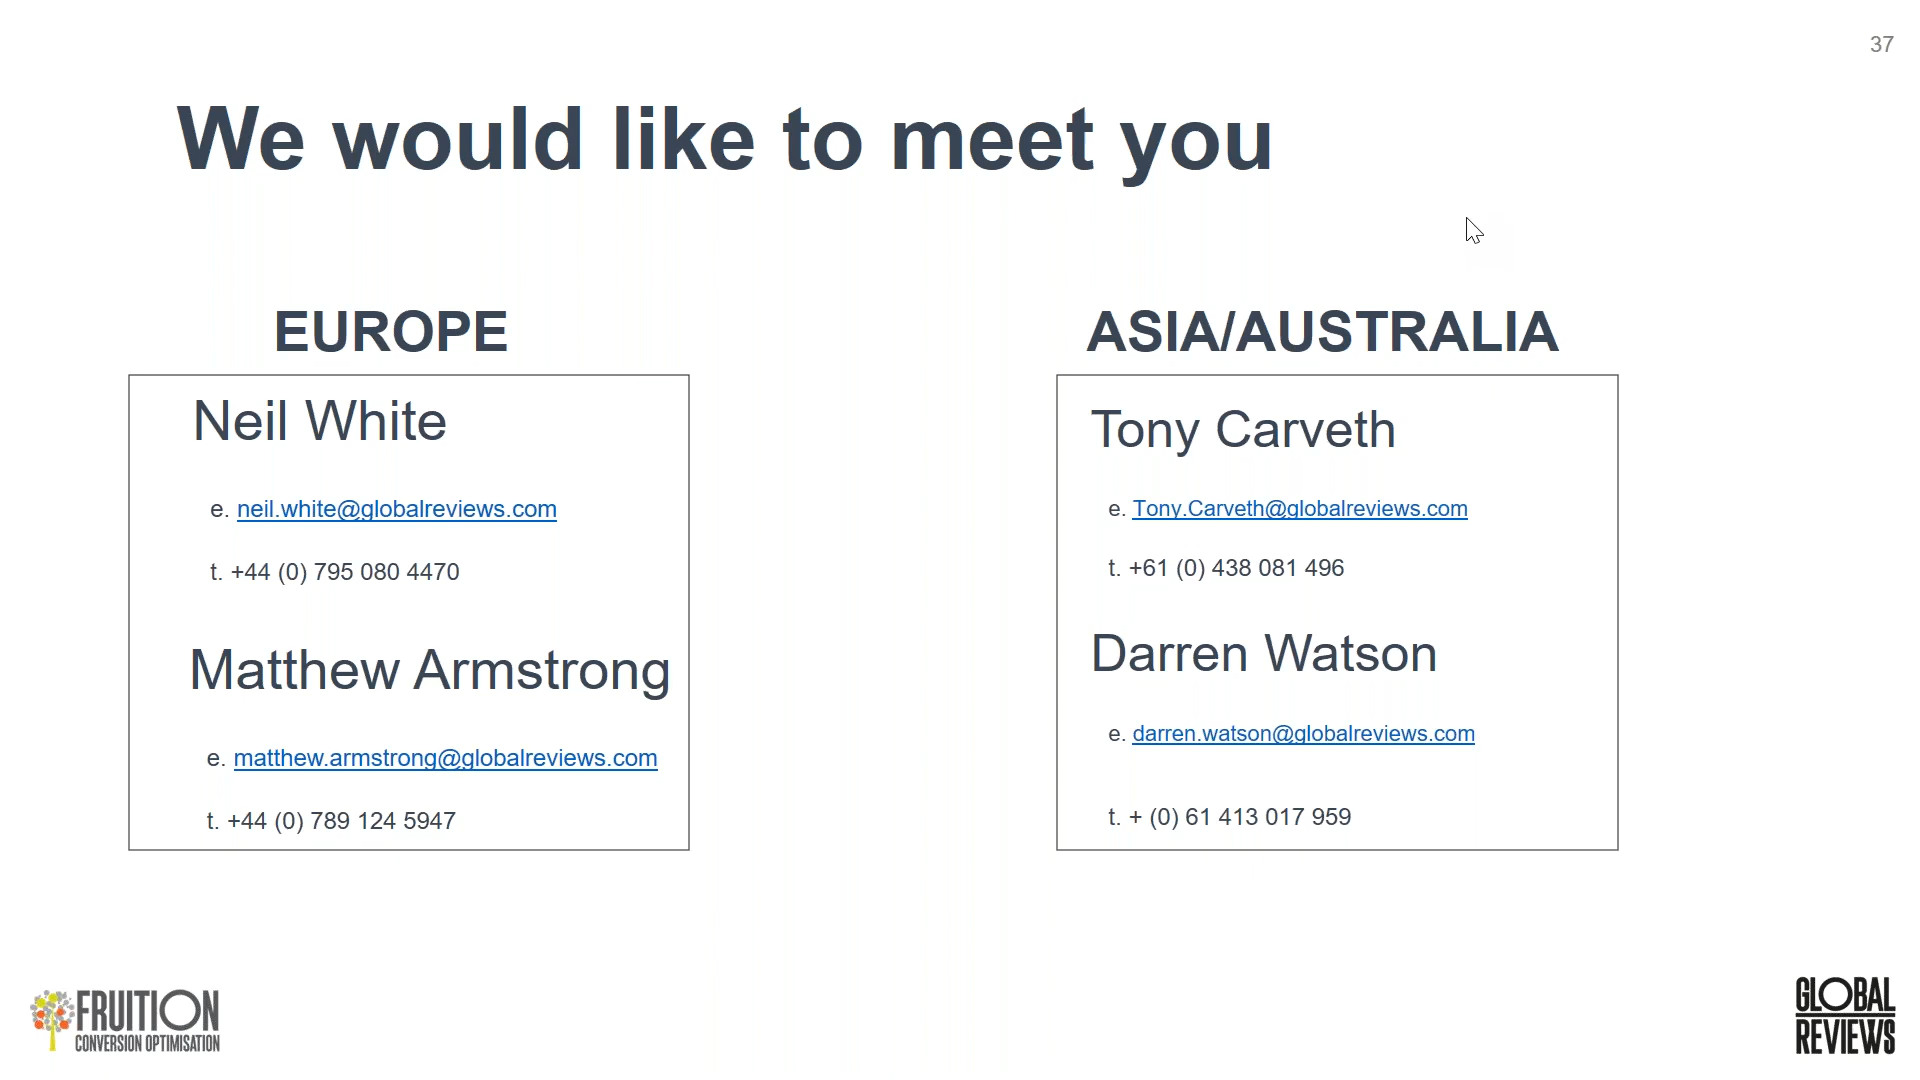 37
We would like to meet you
EUROPE
Neil White
e. neil.white@globalreviews.com
t. +44 (0) 795 080 4470
Matthew Armstrong
e. matthew.armstrong@globalreviews.com
t. +44 (0) 789 124 5947
ASIA/AUSTRALIA
Tony Carveth
e. Tony.Carveth@globalreviews.com
t. +61 (0) 438 081 496
Darren Watson
e. darren.watson@globalreviews.com
t. + (0) 61 413 017 959
FRUITION
CONVERSION OPTIMISATION
GLOBAL
REVIEWS